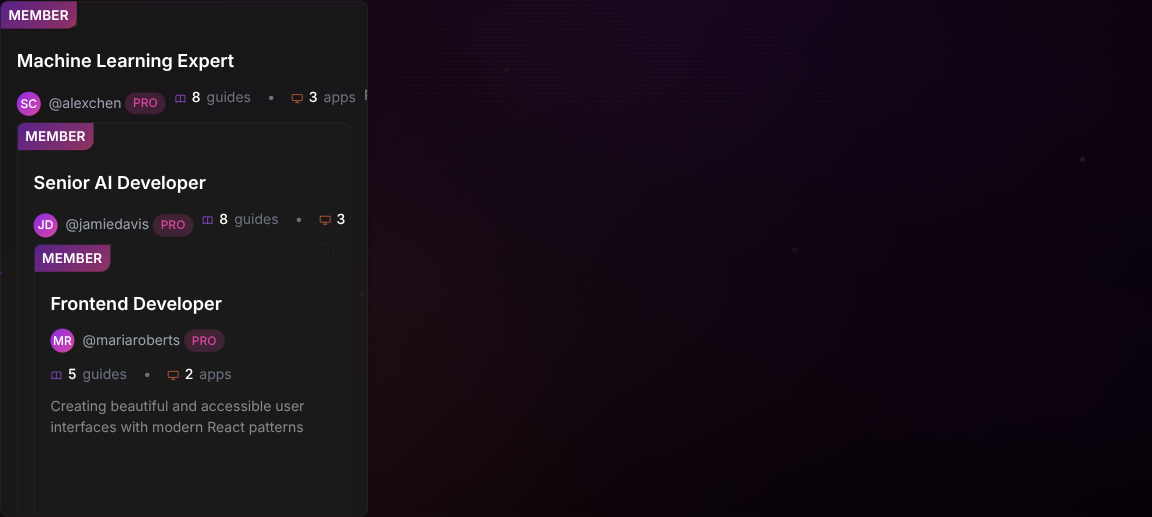 MEMBER
Machine Learning Expert
SC @alexchen PRO 8 guides • 3 apps
MEMBER
Senior AI Developer
JD @jamiedavis PRO 8 guides • 3
MEMBER
Frontend Developer
MR @mariaroberts PRO
5 guides • 2 apps
Creating beautiful and accessible user
interfaces with modern React patterns